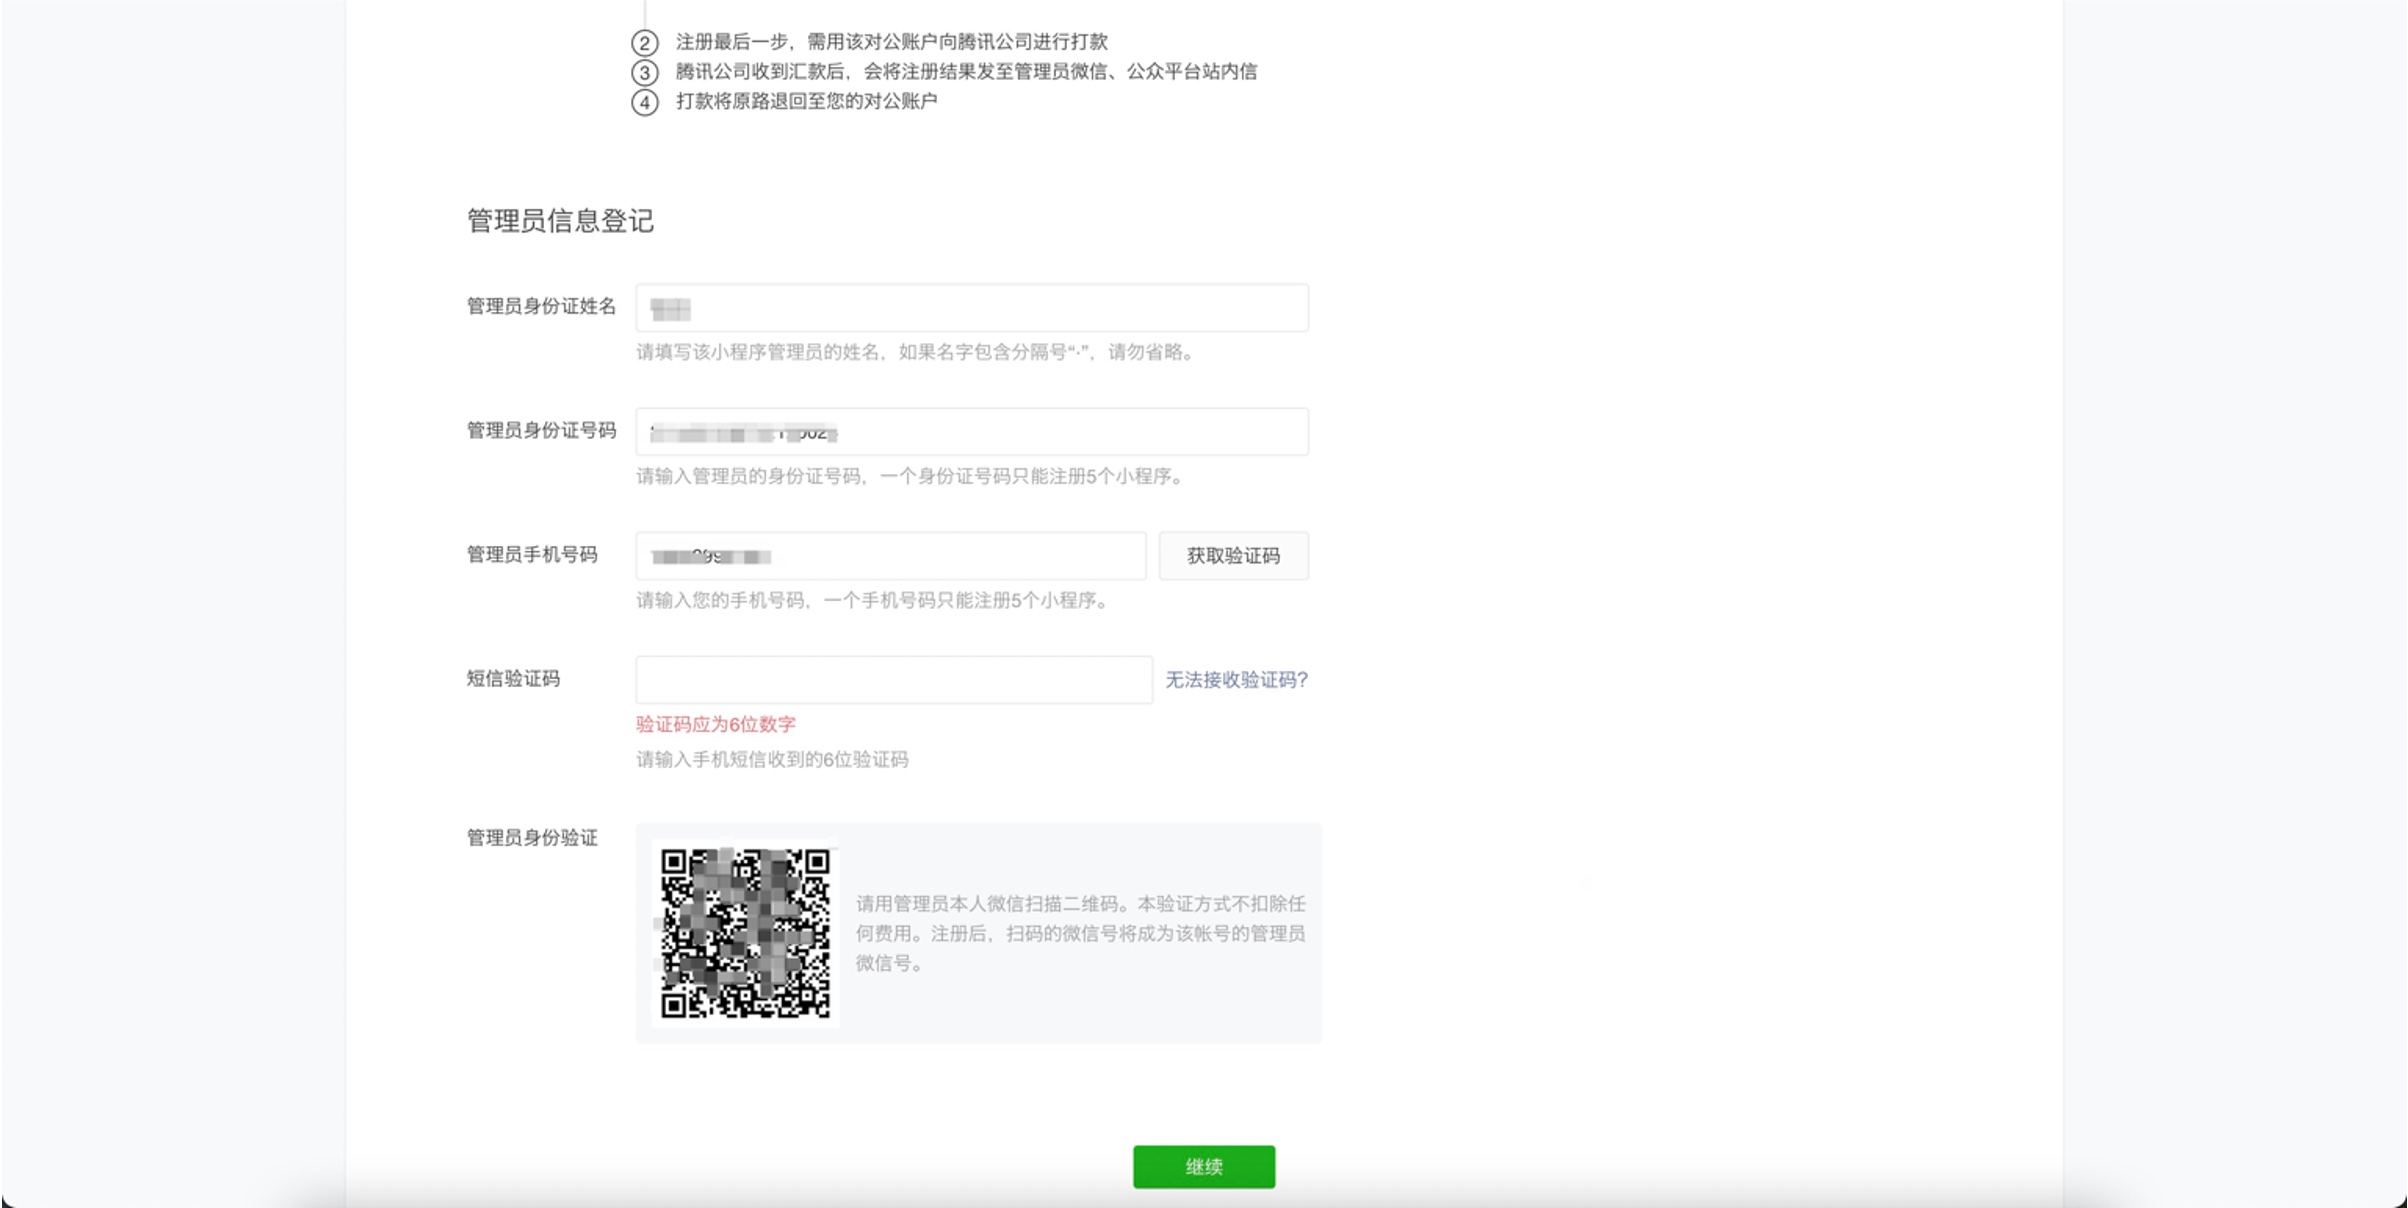 ② 注册最后一步，需用该对公账户向腾讯公司进行打款
③ 腾讯公司收到汇款后，会将注册结果发至管理员微信、公众平台站内信
④ 打款将原路退回至您的对公账户
管理员信息登记
管理员身份证姓名
请填写该小程序管理员的姓名，如果名字包含分隔号“·”，请勿省略。
管理员身份证号码
请输入管理员的身份证号码，一个身份证号码只能注册5个小程序。
管理员手机号码 获取验证码
请输入您的手机号码，一个手机号码只能注册5个小程序。
短信验证码 无法接收验证码?
验证码应为6位数字
请输入手机短信收到的6位验证码
管理员身份验证
请用管理员本人微信扫描二维码。本验证方式不扣除任
何费用。注册后，扫码的微信号将成为该帐号的管理员
微信号。
继续